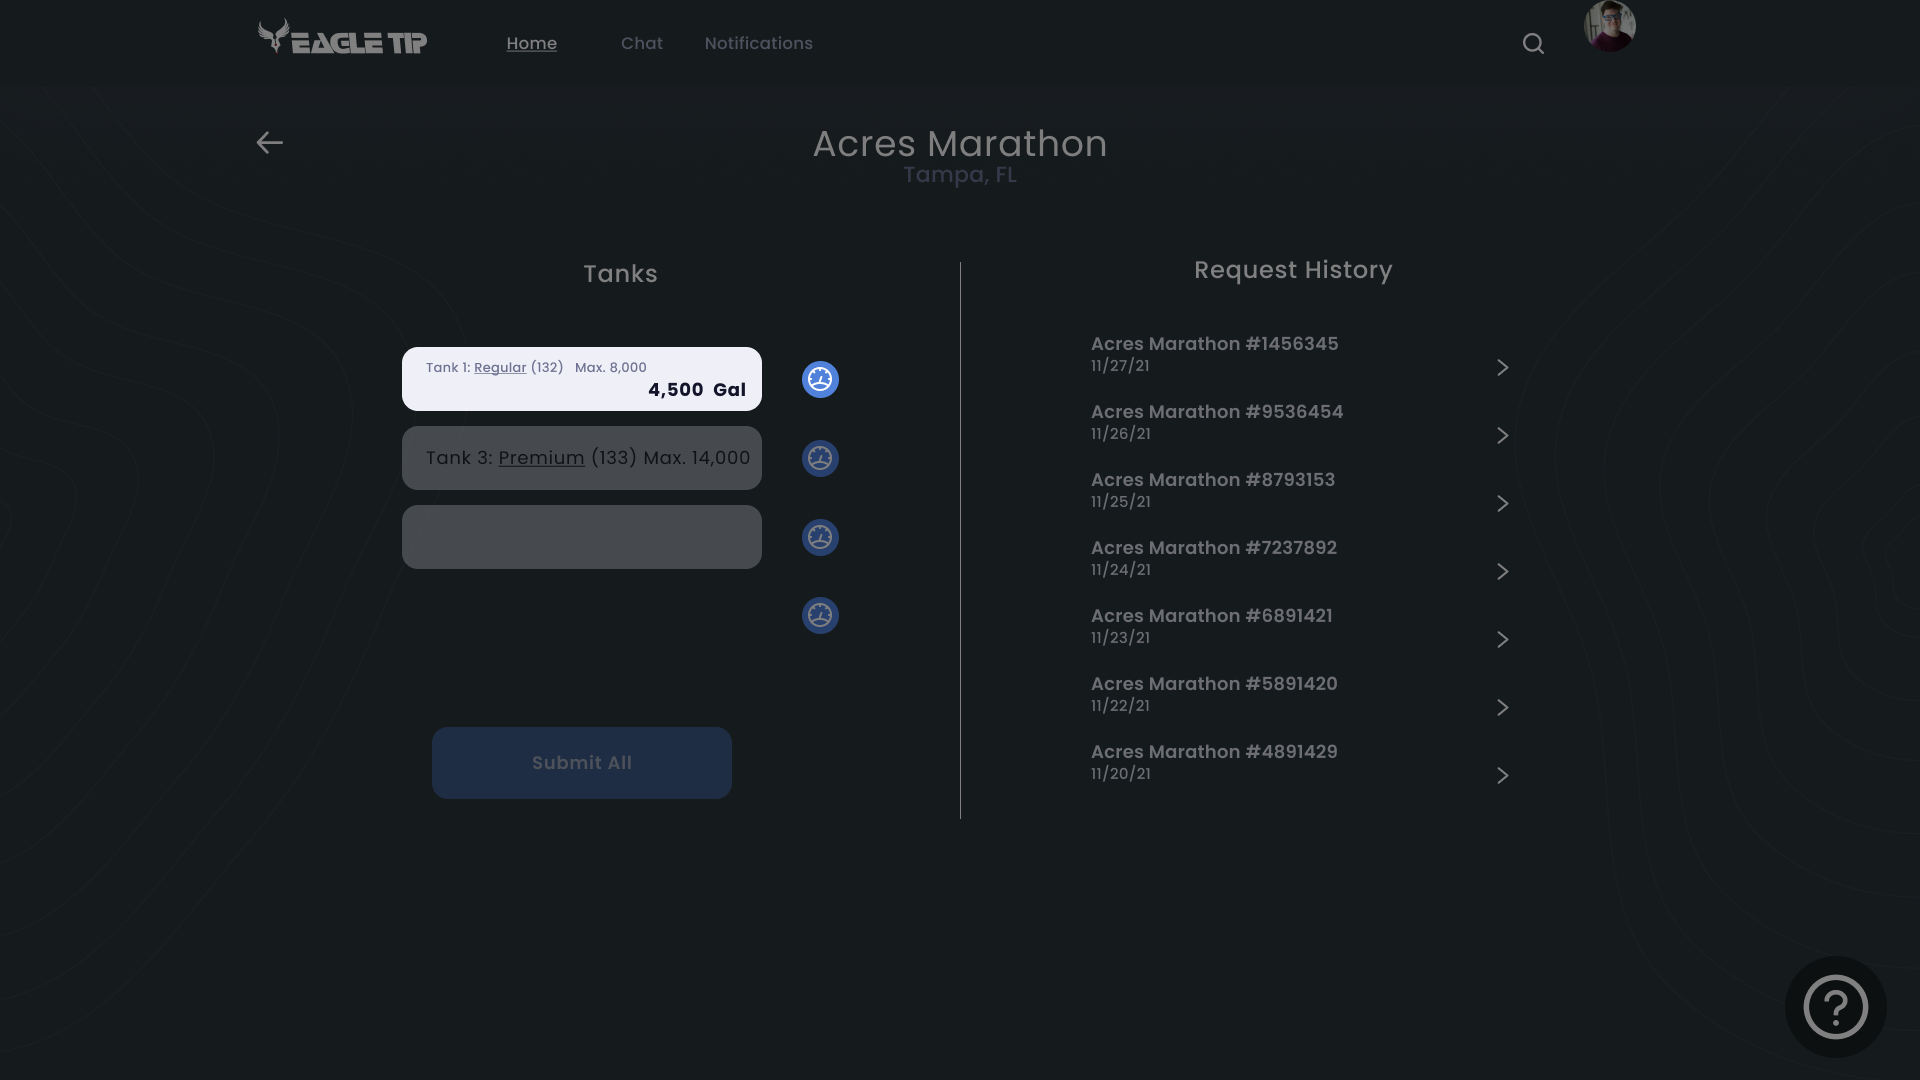 EAGLE TIP
Home
Chat
Notifications
Acres Marathon
Tampa, FL
Tanks
Tank 1: Regular (132) Max. 8,000
4,500 Gal
Tank 3: Premium (133) Max. 14,000
Submit All
Request History
Acres Marathon #1456345
11/27/21
Acres Marathon #9536454
11/26/21
Acres Marathon #8793153
11/25/21
Acres Marathon #7237892
11/24/21
Acres Marathon #6891421
11/23/21
Acres Marathon #5891420
11/22/21
Acres Marathon #4891429
11/20/21